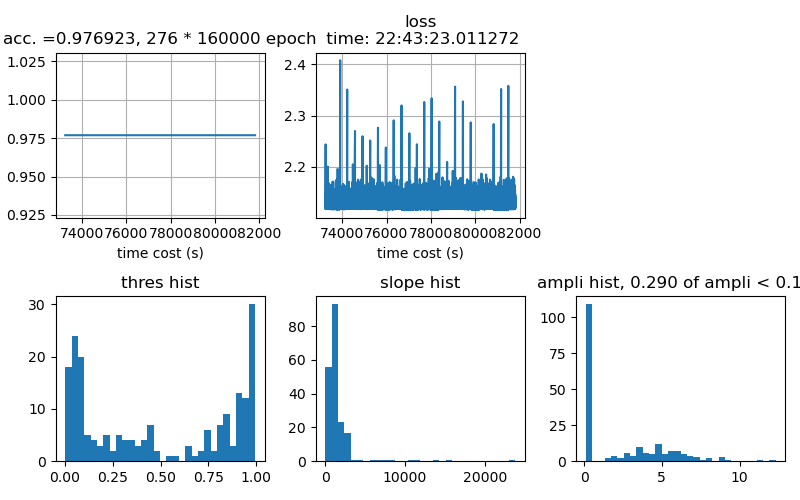 loss
acc. =0.976923, 276 * 160000 epoch time: 22:43:23.011272
1.025
1.000
0.975
0.950
0.925
74000 76000 78000 80000 82000
time cost (s)
2.4
2.3
2.2
74000 76000 78000 80000 82000
time cost (s)
thres hist
30
20
10
0
0.00 0.25 0.50 0.75 1.00
slope hist
80
60
40
20
0
0 10000 20000
ampli hist, 0.290 of ampli < 0.1
100
75
50
25
0
0 5 10